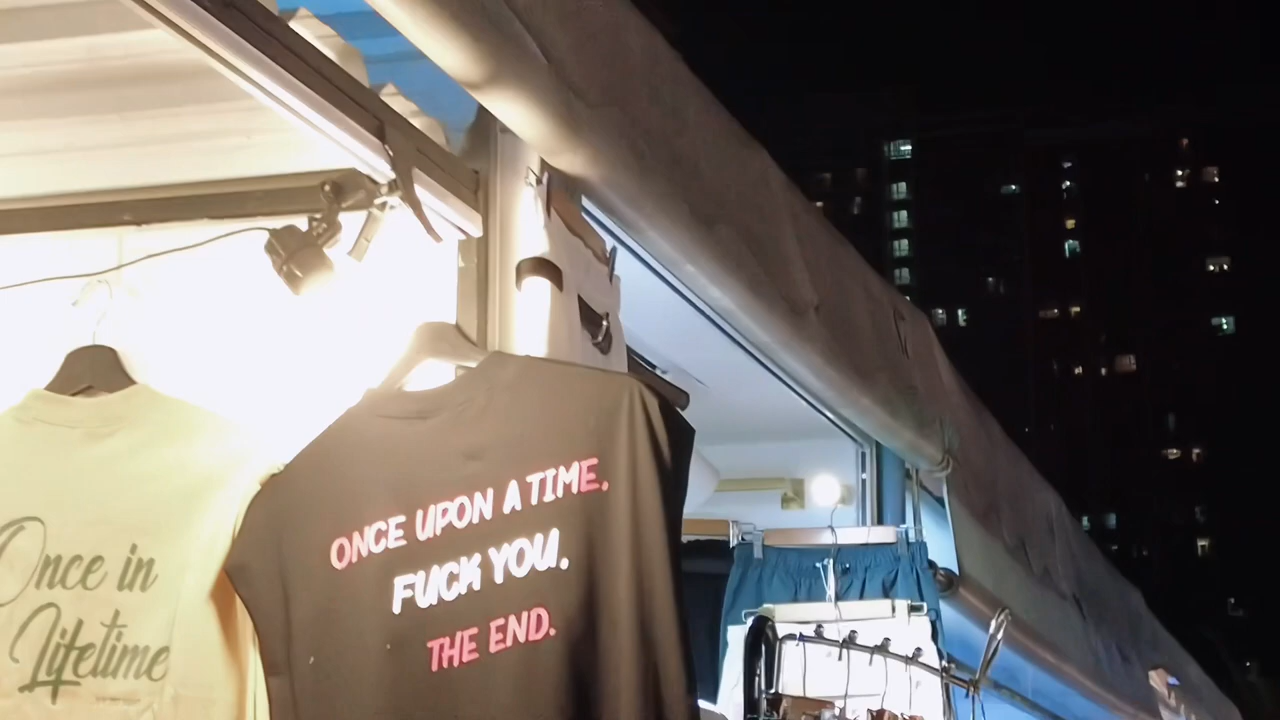 Once in
Lifetime
ONCE UPON A TIME.
FUCK YOU.
THE END.